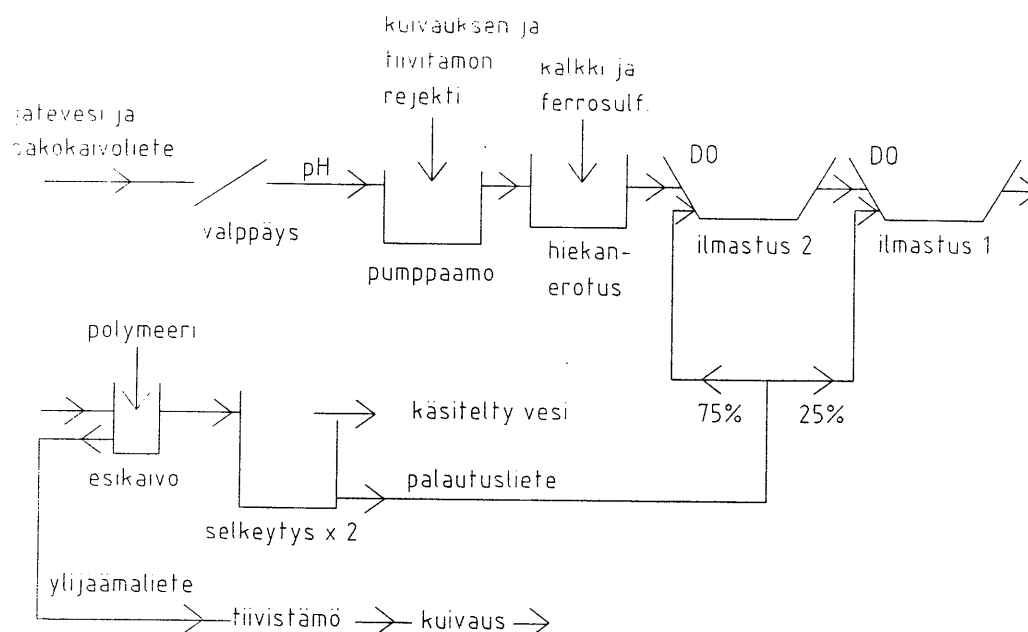 kuivauksen ja
tiivitämön
rejekti
kalkki ja
ferrosulf.
jätevesi ja
sakokaivoliete
pH
DO
DO
valppäys
pumppaamo
hiekan-
erotus
ilmastus 2
ilmastus 1
polymeeri
75%
25%
käsitelty vesi
esikaivo
palautusliete
selkeytys x 2
ylijäämäliete
tiivistämö
kuivaus